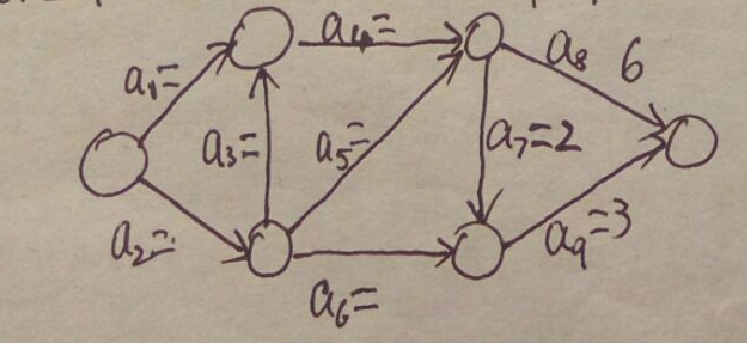 a4=
a8 6
a1=
a3=
a5=
a7=2
a2=
a9=3
a6=